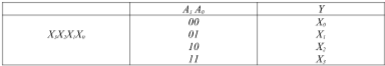 A₁ A₀ Y
00 X₀
X₃X₂X₁X₀ 01 X₁
10 X₂
11 X₃